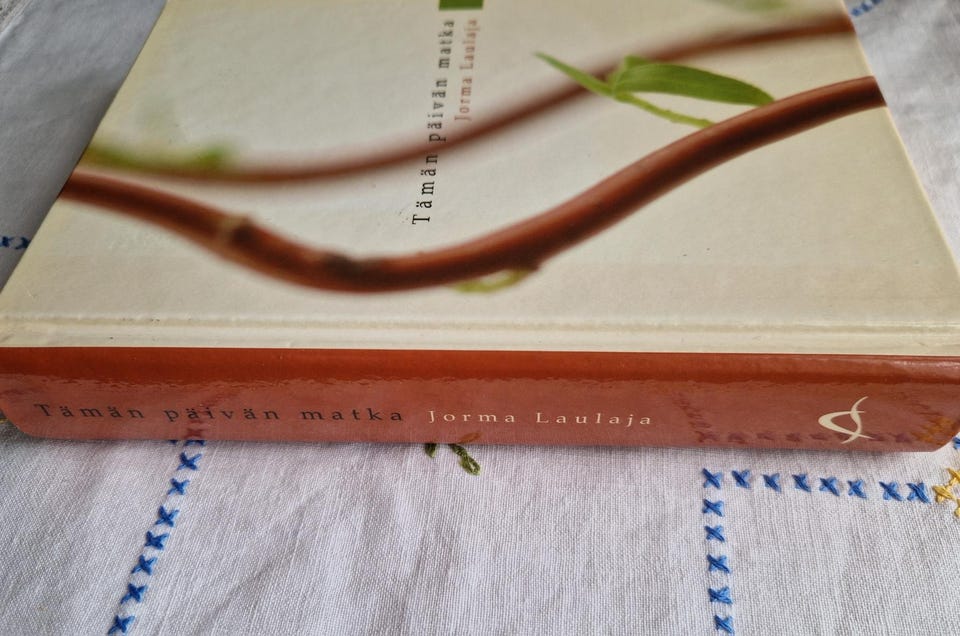 Tämän päivän matka
Jorma Laulaja
Tämän päivän matka Jorma Laulaja